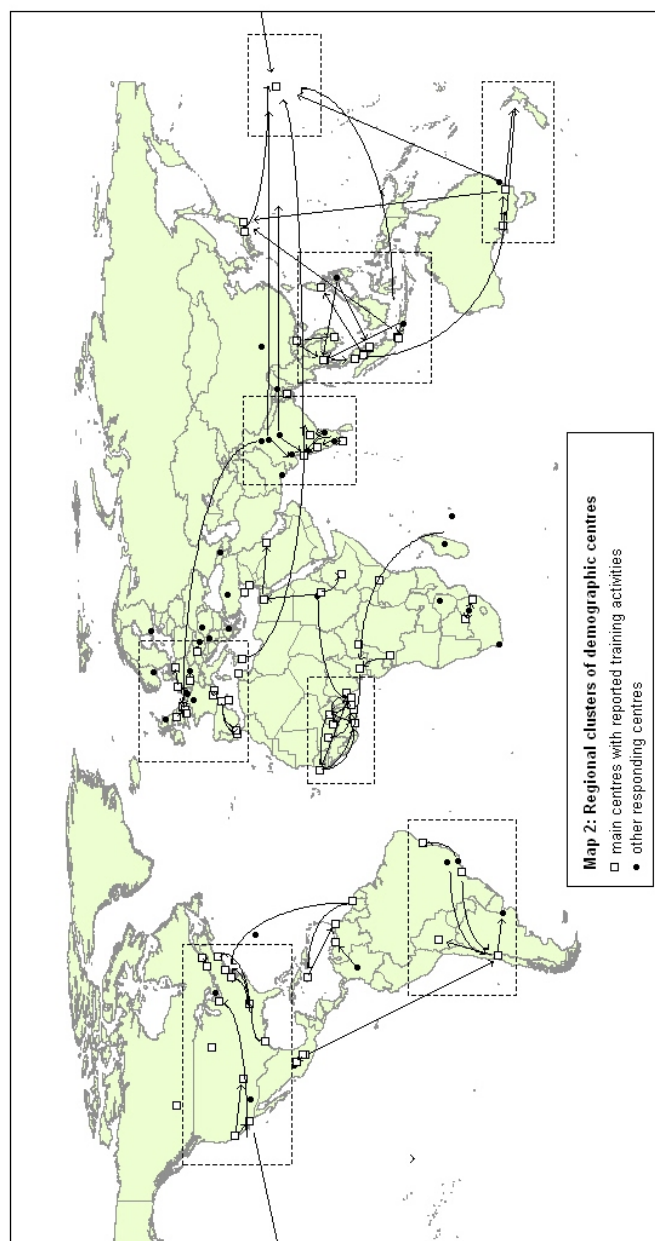 Map 2: Regional clusters of demographic centres
main centres with reported training activities
other responding centres